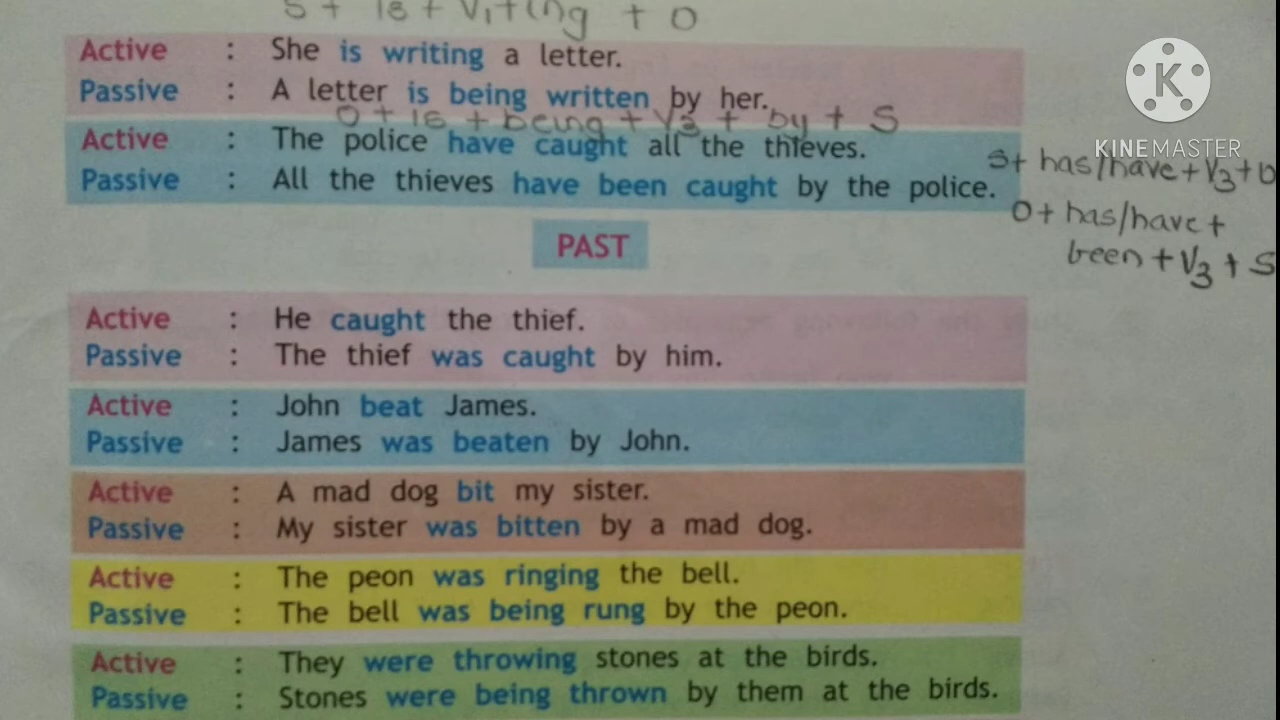 S + is + V1+ing + O
Active : She is writing a letter.
Passive : A letter is being written by her.
O + is + being + V3 + by + S
Active : The police have caught all the thieves.
Passive : All the thieves have been caught by the police.
K
KINEMASTER
S+ has/have+V3+O
O+ has/have+
been+V3+S
PAST
Active : He caught the thief.
Passive : The thief was caught by him.
Active : John beat James.
Passive : James was beaten by John.
Active : A mad dog bit my sister.
Passive : My sister was bitten by a mad dog.
Active : The peon was ringing the bell.
Passive : The bell was being rung by the peon.
Active : They were throwing stones at the birds.
Passive : Stones were being thrown by them at the birds.